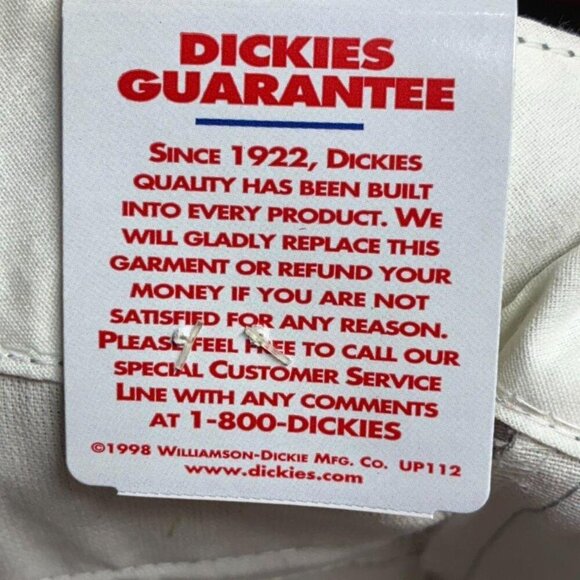 DICKIES
GUARANTEE
SINCE 1922, DICKIES
QUALITY HAS BEEN BUILT
INTO EVERY PRODUCT. WE
WILL GLADLY REPLACE THIS
GARMENT OR REFUND YOUR
MONEY IF YOU ARE NOT
SATISFIED FOR ANY REASON.
PLEASE FEEL FREE TO CALL OUR
SPECIAL CUSTOMER SERVICE
LINE WITH ANY COMMENTS
AT 1-800-DICKIES
©1998 WILLIAMSON-DICKIE MFG. CO. UP112
www.dickies.com